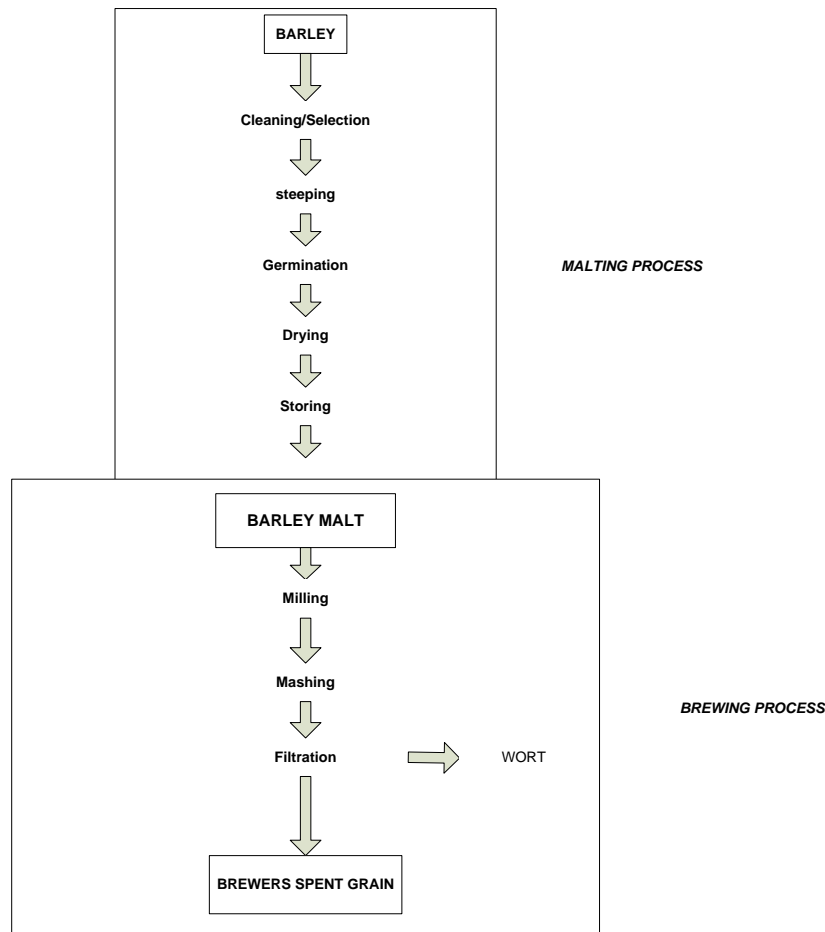 BARLEY
Cleaning/Selection
steeping
Germination
MALTING PROCESS
Drying
Storing
BARLEY MALT
Milling
Mashing
BREWING PROCESS
Filtration
WORT
BREWERS SPENT GRAIN